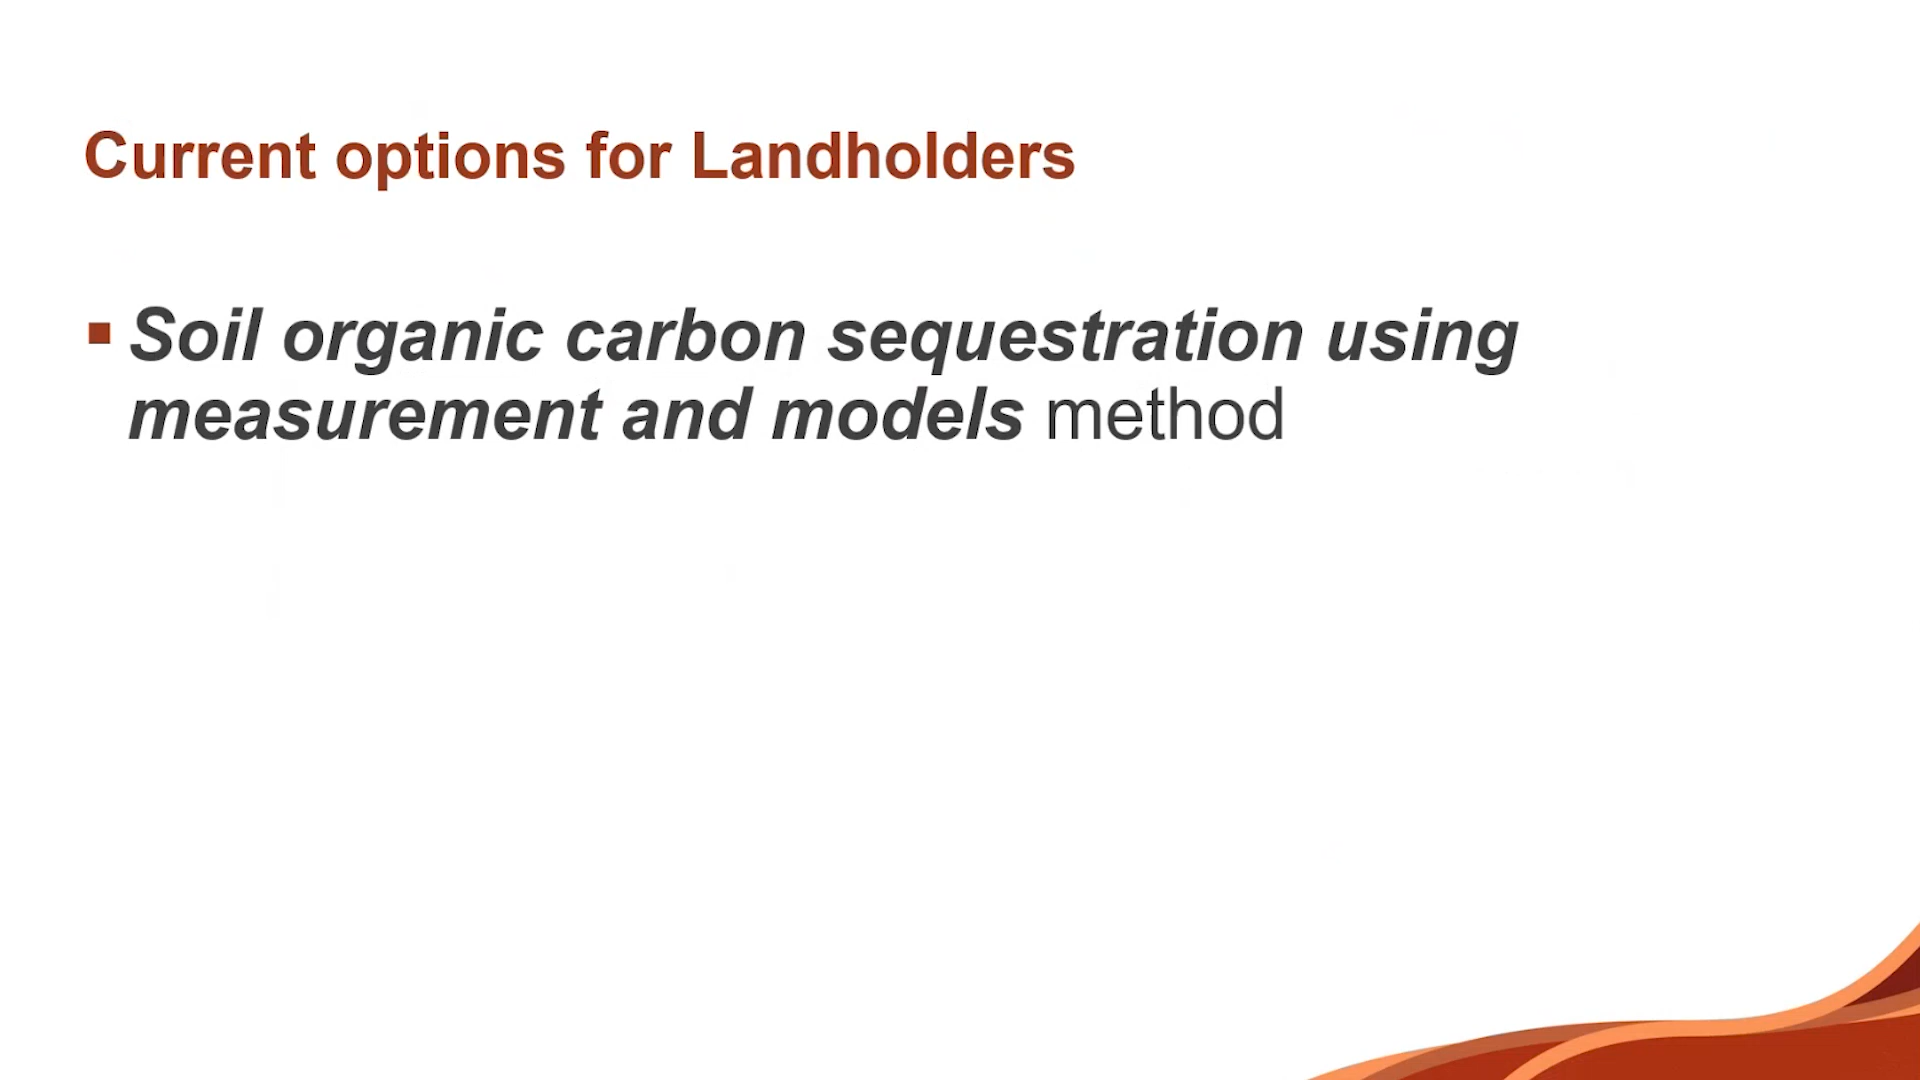 Current options for Landholders
Soil organic carbon sequestration using
measurement and models method